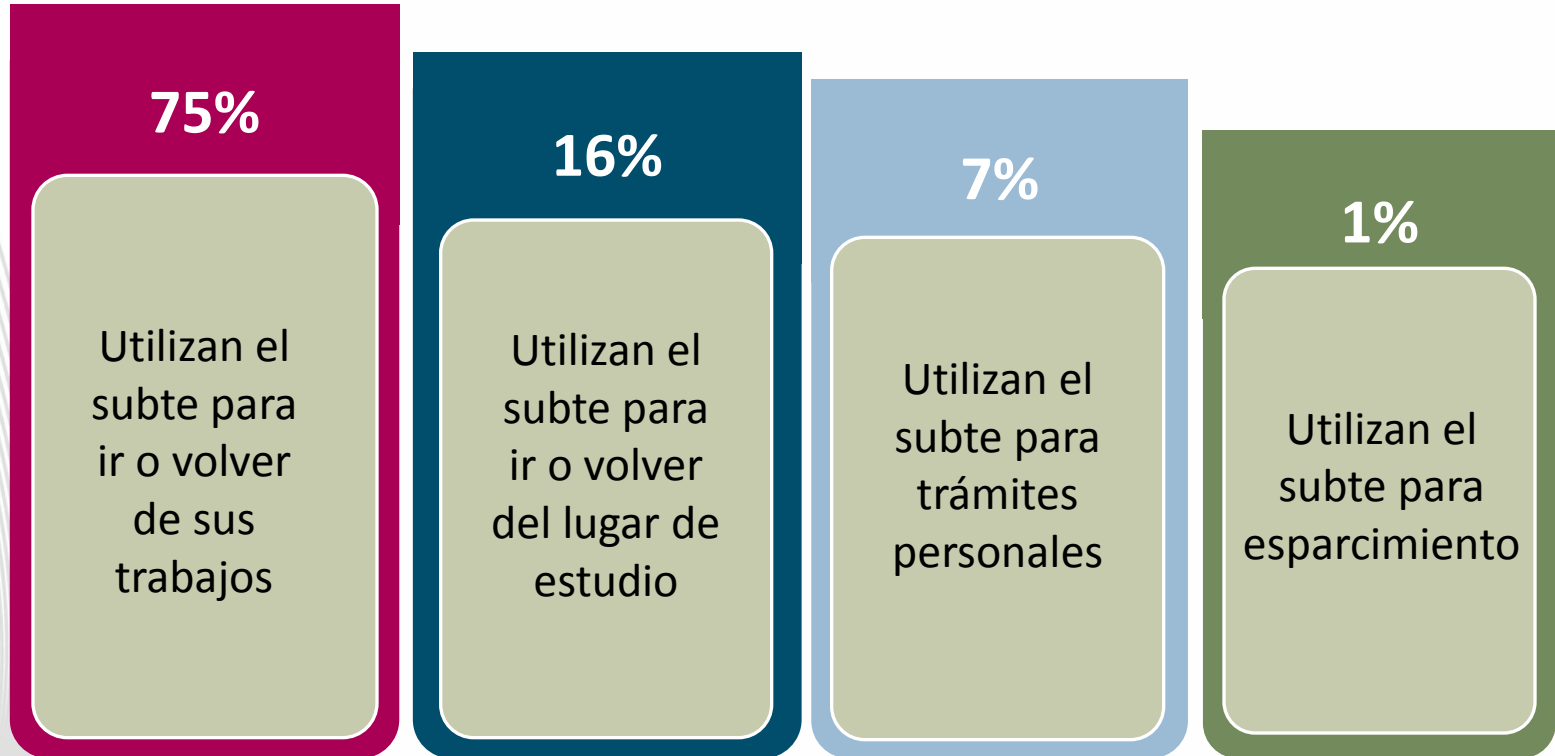 75%
Utilizan el
subte para
ir o volver
de sus
trabajos
16%
Utilizan el
subte para
ir o volver
del lugar de
estudio
7%
Utilizan el
subte para
trámites
personales
1%
Utilizan el
subte para
esparcimiento